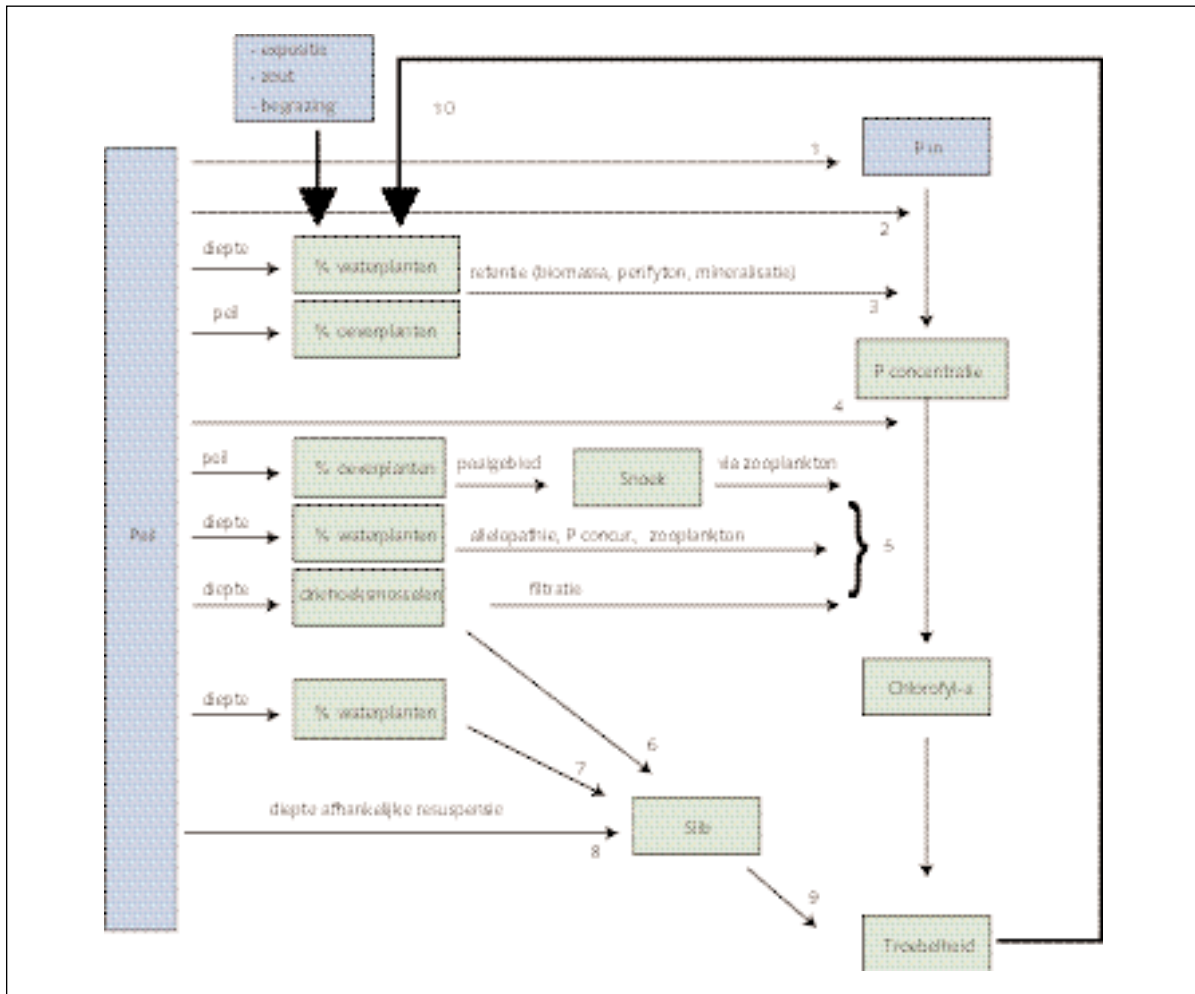 - expositie
- zout
- begrazing
10
1
P in
2
diepte
% waterplanten
retentie (biomassa, perifyton, mineralisatie)
3
peil
% oeverplanten
P concentratie
4
peil
% oeverplanten
paaigebied
Snoek
via zooplankton
Peil
diepte
% waterplanten
allelopathie, P concur, zooplankton
}
5
diepte
driehoeksmosselen
filtratie
Chlorofyl-a
diepte
% waterplanten
6
7
diepte afhankelijke resuspensie
8
Slib
9
Troebelheid